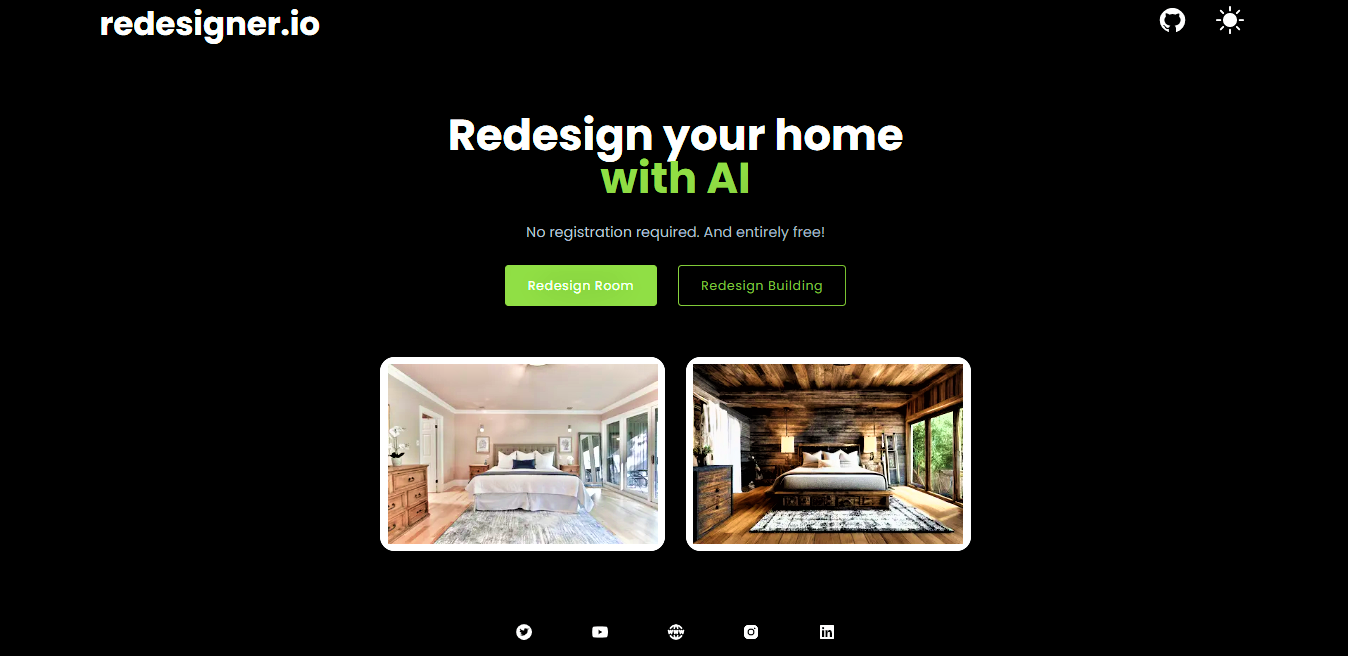 redesigner.io
Redesign your home
with AI
No registration required. And entirely free!
Redesign Room
Redesign Building